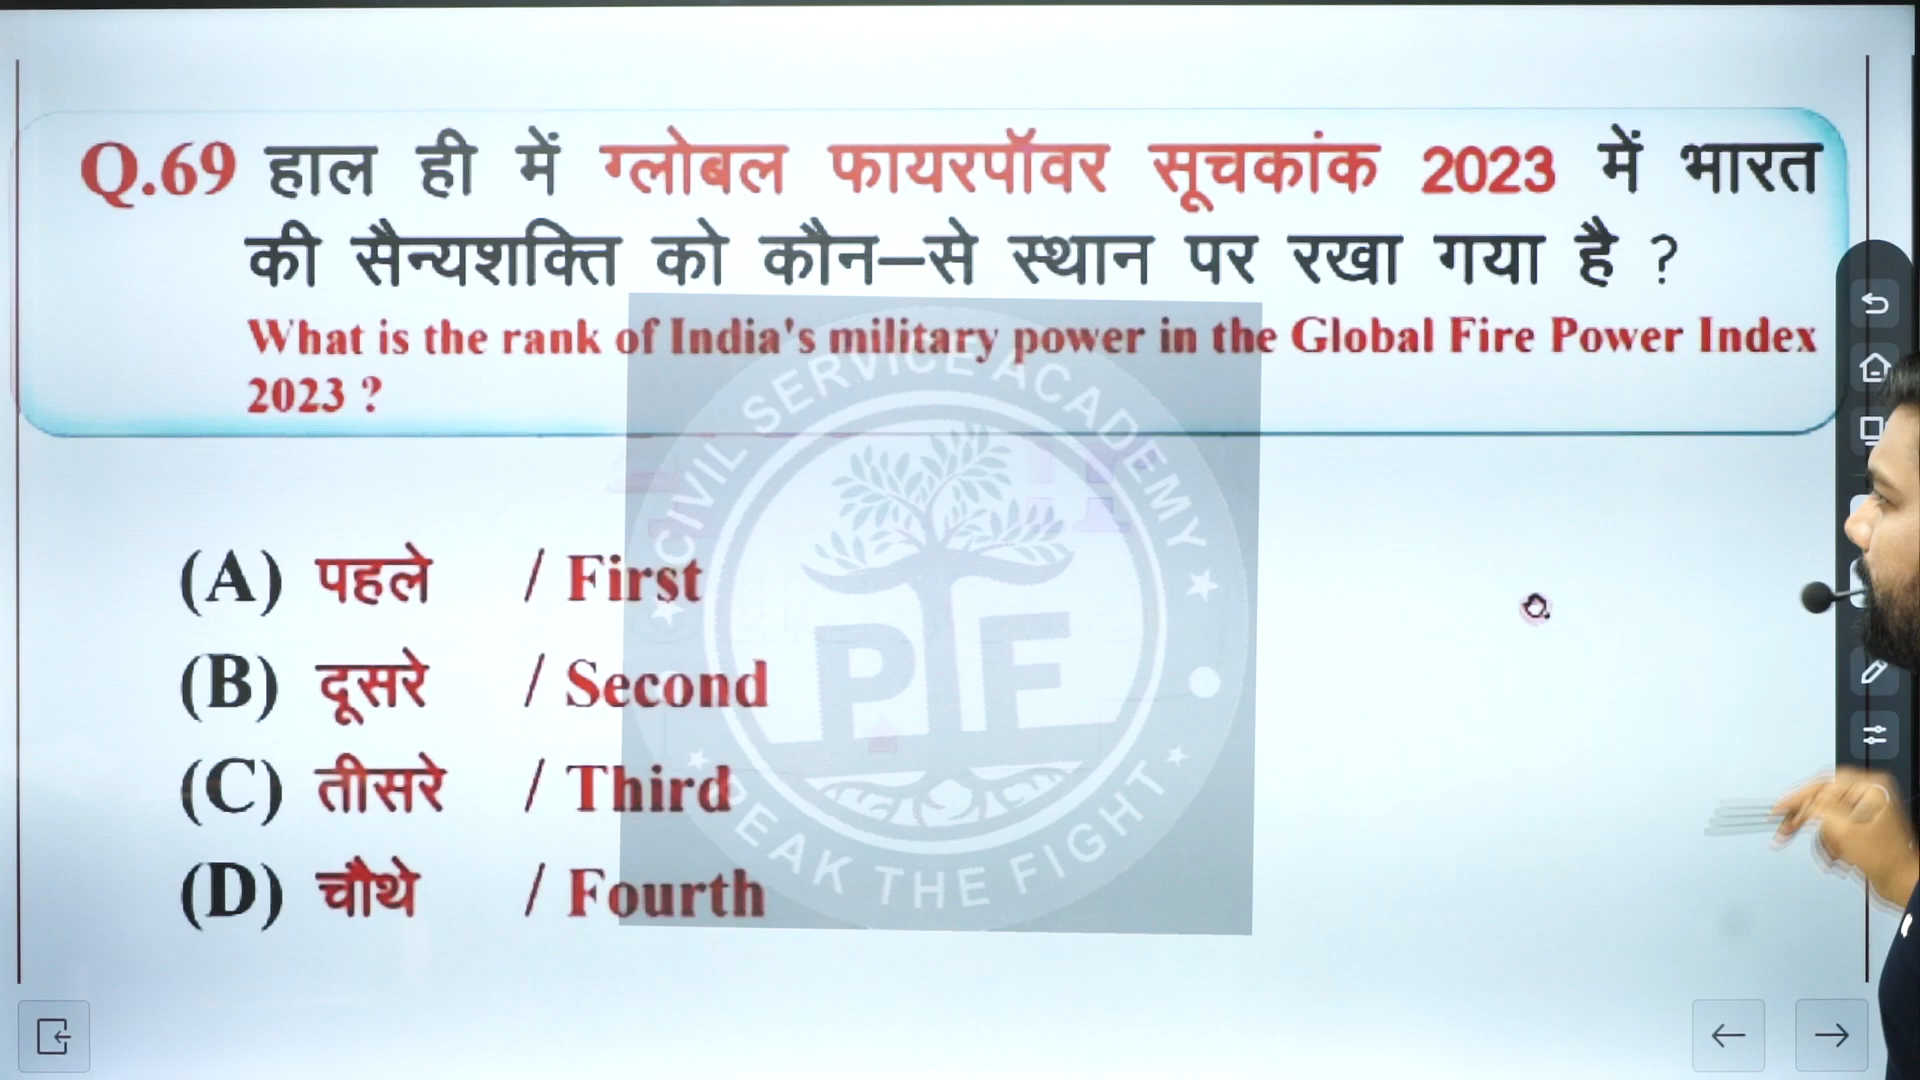 Q.69 हाल ही में ग्लोबल फायरपॉवर सूचकांक 2023 में भारत
की सैन्यशक्ति को कौन–से स्थान पर रखा गया है ?
What is the rank of India's military power in the Global Fire Power Index
2023 ?
(A) पहले / First
(B) दूसरे / Second
(C) तीसरे / Third
(D) चौथे / Fourth
CIVIL SERVICE ACADEMY
PTF
PEAK THE FIGHT